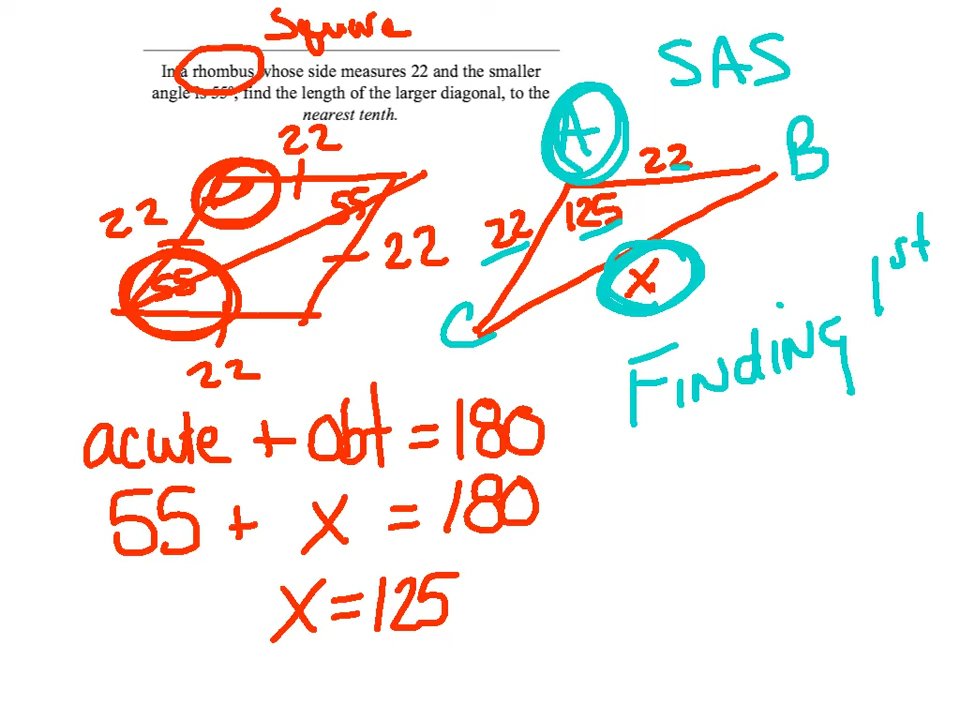 Square
In a rhombus whose side measures 22 and the smaller
angle is 55°, find the length of the larger diagonal, to the
nearest tenth.
SAS
22
22
55
22
55
22
A
B
22
22
125
x
C
Finding 1st
acute + obt = 180
55 + x = 180
x = 125